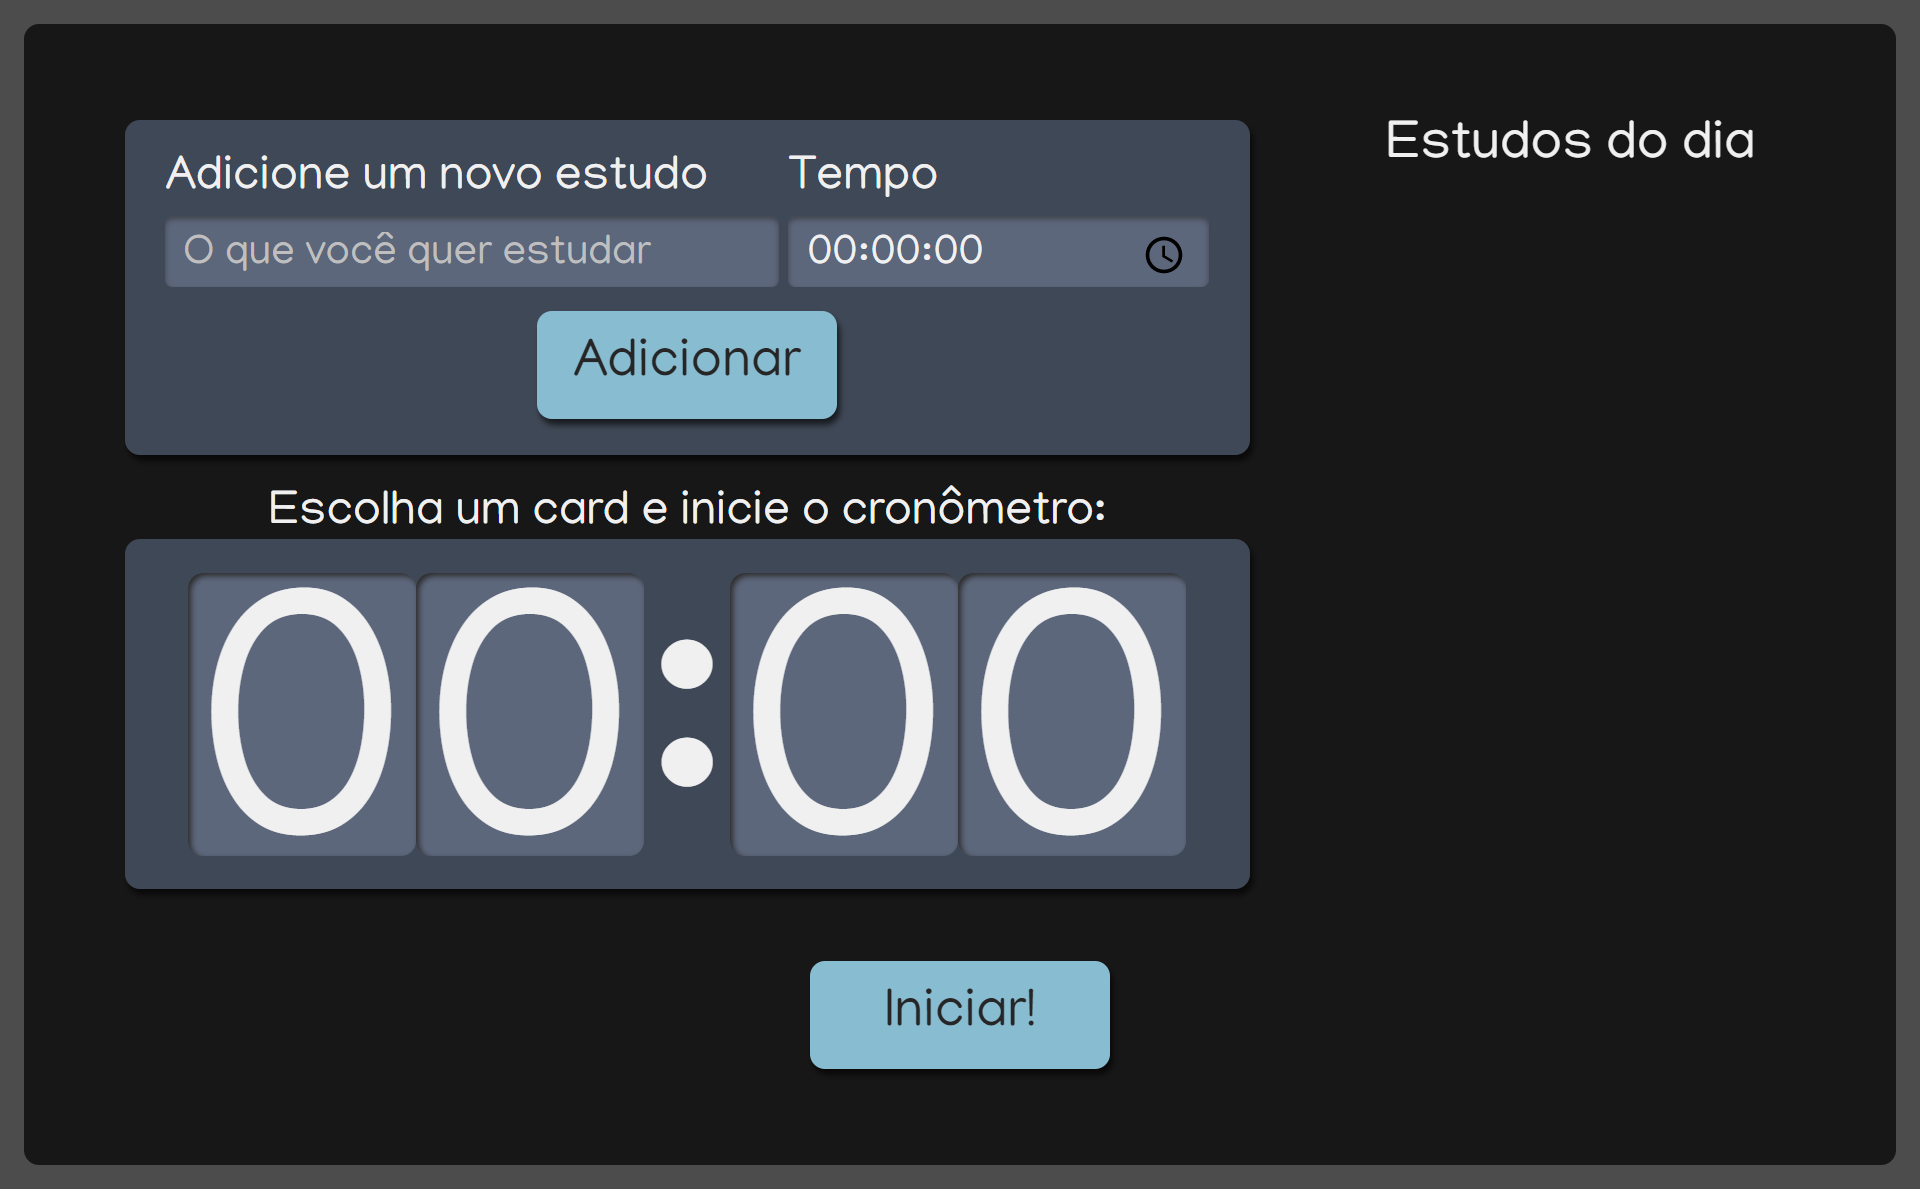 Adicione um novo estudo
Tempo
O que você quer estudar
00:00:00
Adicionar
Escolha um card e inicie o cronômetro:
00:00
Iniciar!
Estudos do dia